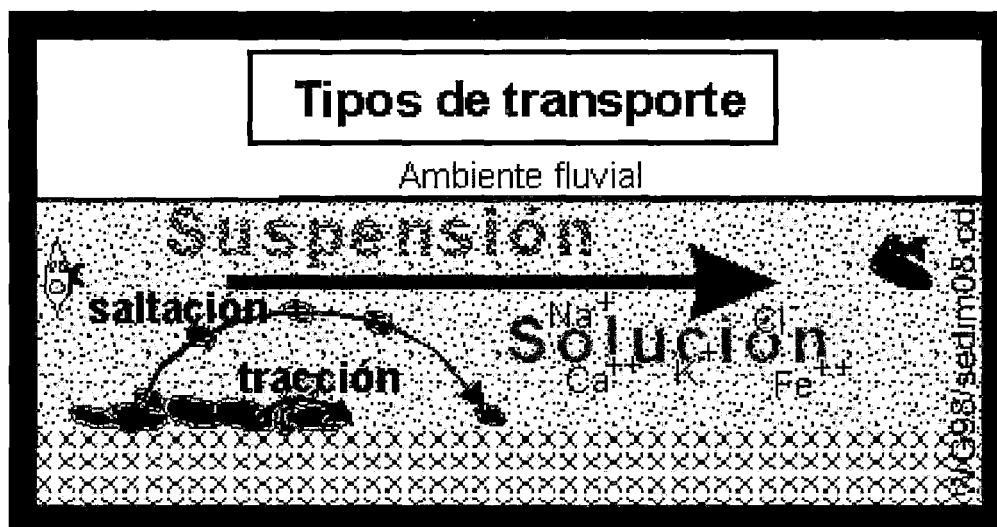 Tipos de transporte
Ambiente fluvial
Suspensión
saltación
Na+ Cl-
Solución
Ca++ K+ Fe++
tracción